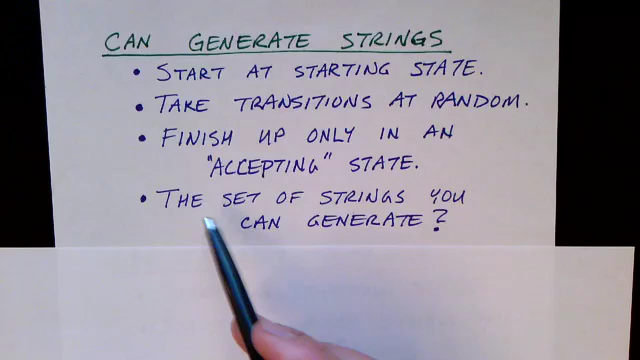 CAN GENERATE STRINGS
• START AT STARTING STATE.
• TAKE TRANSITIONS AT RANDOM.
• FINISH UP ONLY IN AN
"ACCEPTING" STATE.
• THE SET OF STRINGS YOU
CAN GENERATE?